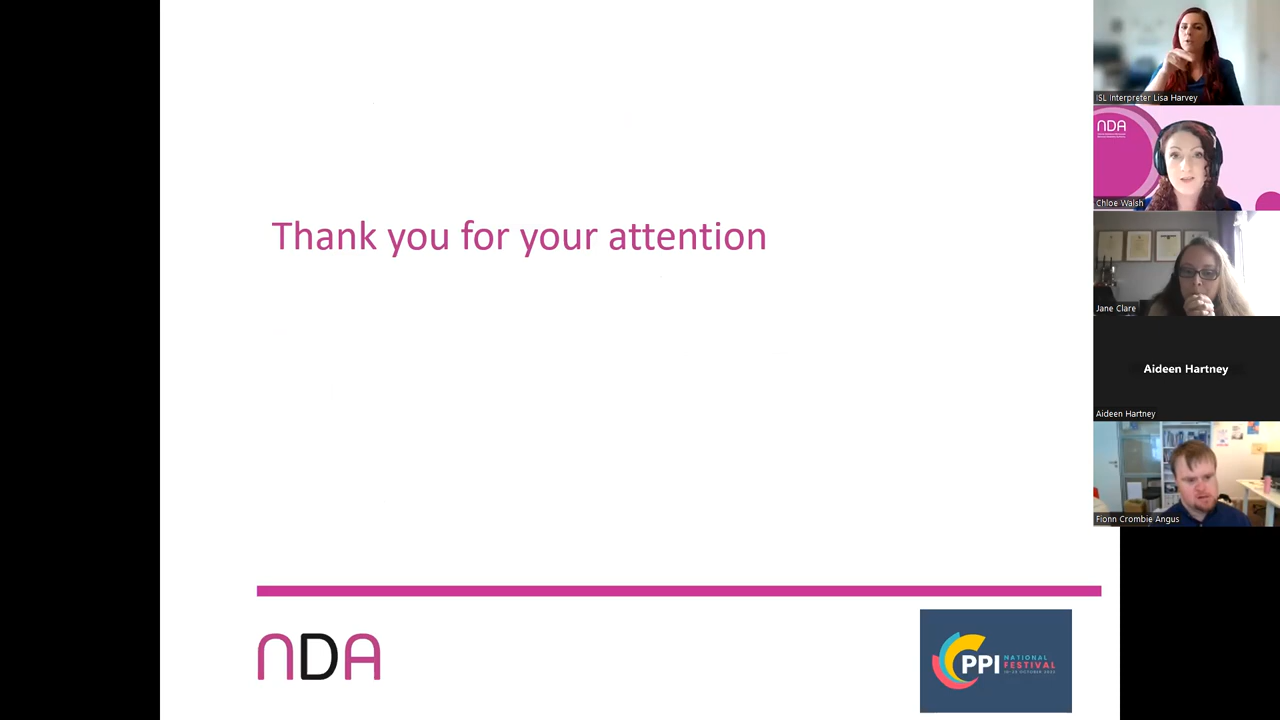 Thank you for your attention
NDA
PPI
NATIONAL
FESTIVAL
ISL Interpreter Lisa Harvey
NDA
Chloe Walsh
Jane Clare
Aideen Hartney
Aideen Hartney
Fionn Crombie Angus